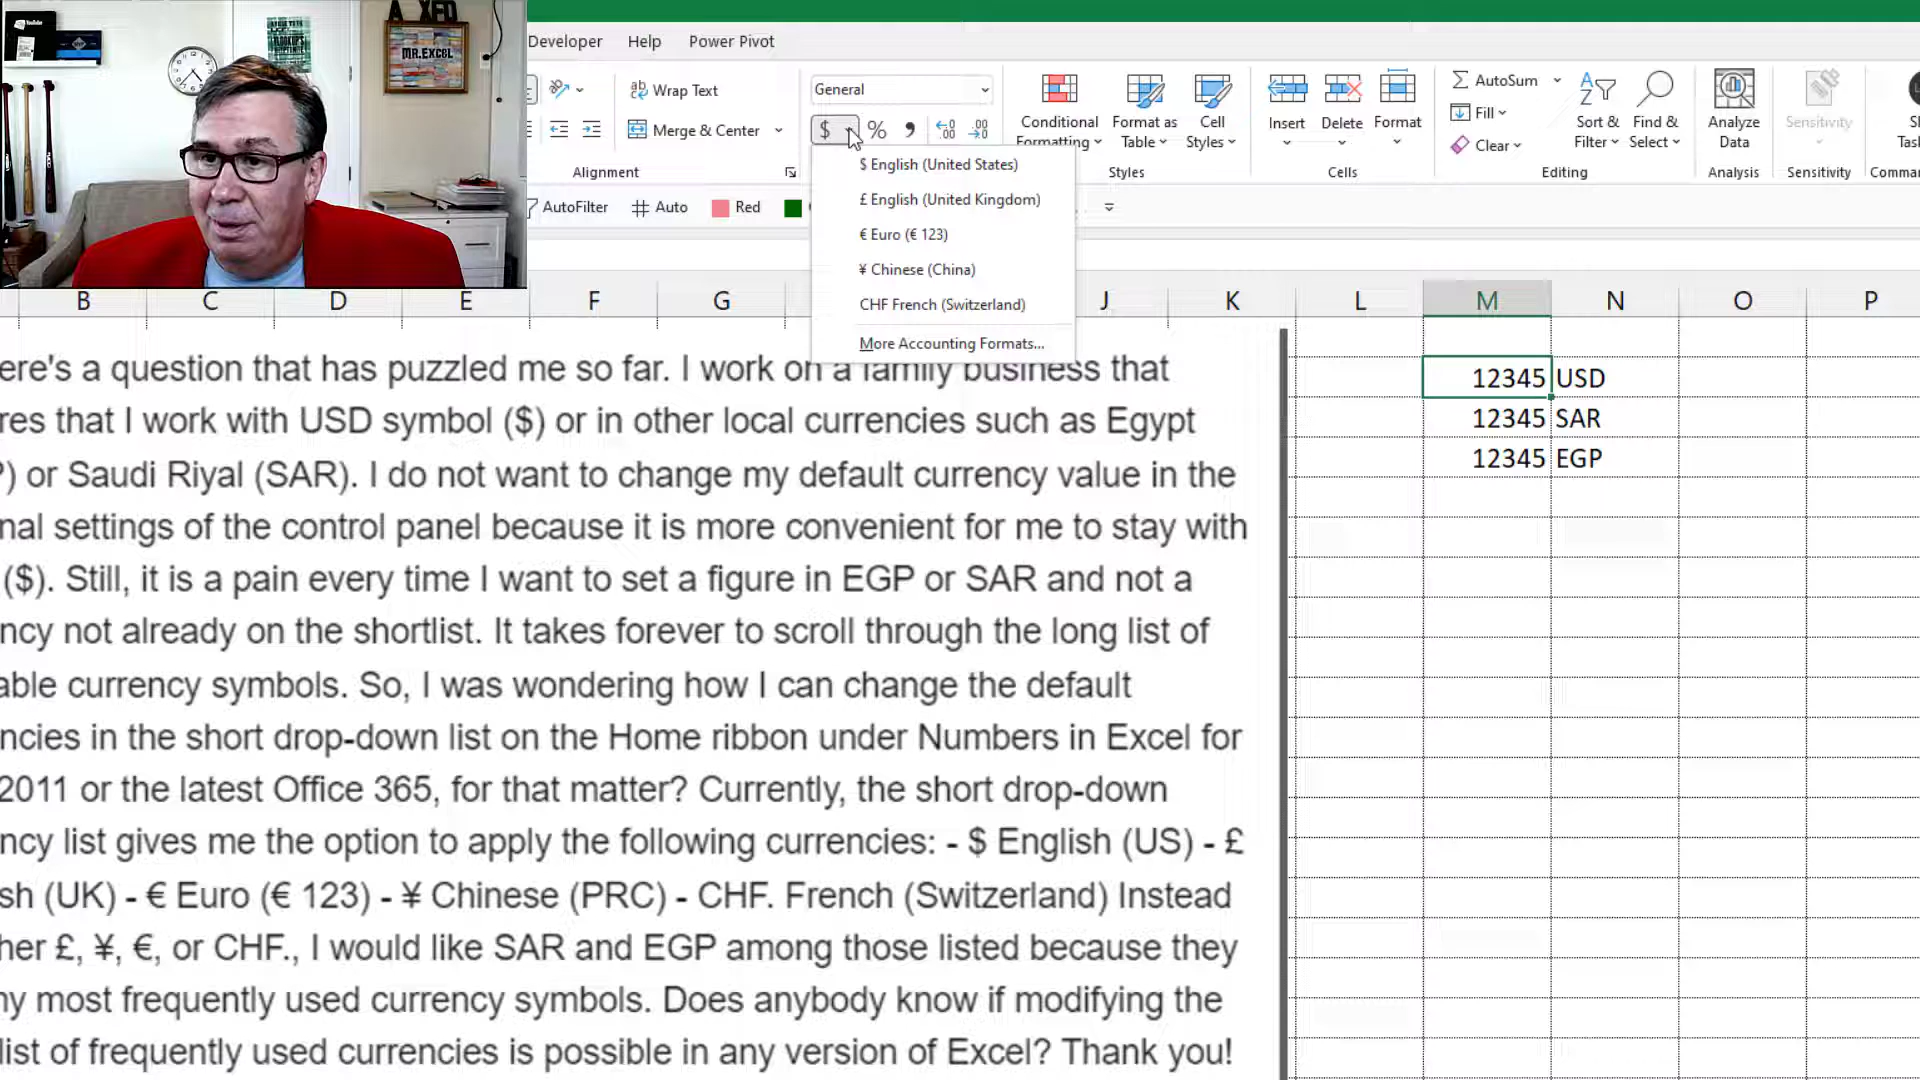 MR.EXCEL
Developer Help Power Pivot
Wrap Text
Merge & Center
Alignment
General
$ % ,
$ English (United States)
£ English (United Kingdom)
€ Euro (€ 123)
¥ Chinese (China)
CHF French (Switzerland)
More Accounting Formats...
Conditional Formatting
Format as Table
Cell Styles
Styles
Insert
Delete
Format
Cells
AutoSum
Fill
Clear
Sort & Filter
Find & Select
Editing
Analyze Data
Analysis
Sensitivity
Sensitivity
AutoFilter Auto Red
B C D E F G J K L M N O P
ere's a question that has puzzled me so far. I work on a family business that
res that I work with USD symbol ($) or in other local currencies such as Egypt
P) or Saudi Riyal (SAR). I do not want to change my default currency value in the
nal settings of the control panel because it is more convenient for me to stay with
($). Still, it is a pain every time I want to set a figure in EGP or SAR and not a
ncy not already on the shortlist. It takes forever to scroll through the long list of
able currency symbols. So, I was wondering how I can change the default
ncies in the short drop-down list on the Home ribbon under Numbers in Excel for
2011 or the latest Office 365, for that matter? Currently, the short drop-down
ncy list gives me the option to apply the following currencies: - $ English (US) - £
sh (UK) - € Euro (€ 123) - ¥ Chinese (PRC) - CHF. French (Switzerland) Instead
her £, ¥, €, or CHF., I would like SAR and EGP among those listed because they
ny most frequently used currency symbols. Does anybody know if modifying the
list of frequently used currencies is possible in any version of Excel? Thank you!
12345 USD
12345 SAR
12345 EGP